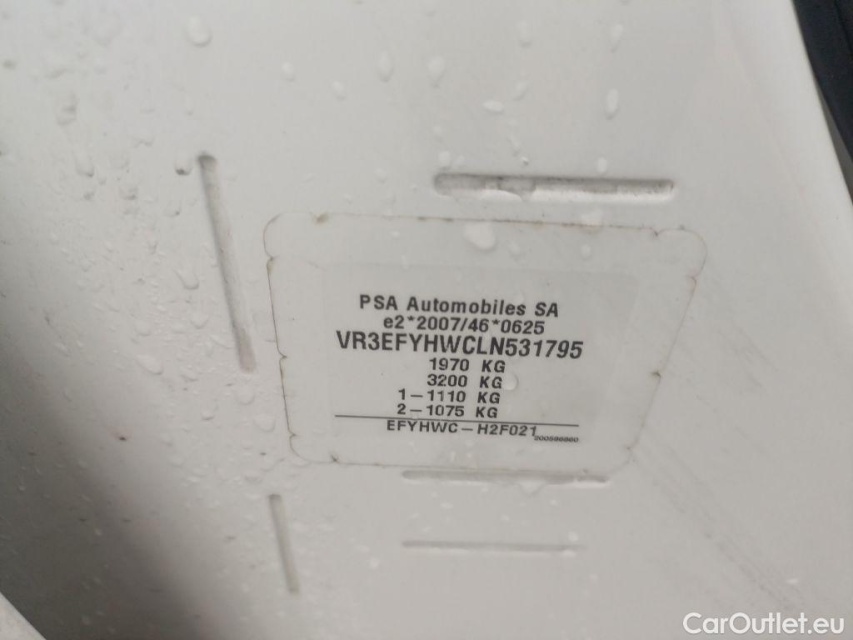 PSA Automobiles SA
e2*2007/46*0625
VR3EFYHWCLN531795
1970 KG
3200 KG
1-1110 KG
2-1075 KG
EFYHWC-H2F021
CarOutlet.eu